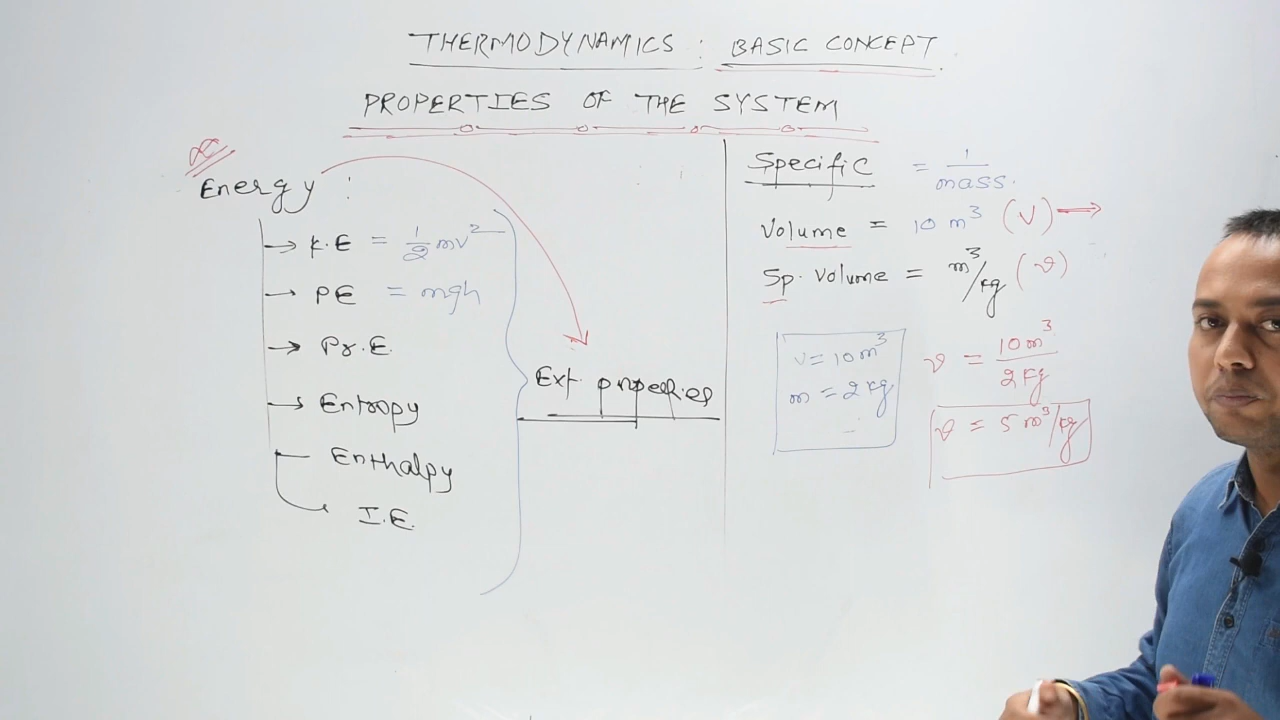 THERMODYNAMICS : BASIC CONCEPT.
PROPERTIES OF THE SYSTEM
Energy :
→ K.E = 1/2 mv²
→ PE = mgh
→ Pr.E.
→ Entropy
Enthalpy
I.E.
Ext. properties
Specific = 1/mass.
Volume = 10 m³ (V) →
Sp. Volume = m³/kg (v)
V = 10 m³
m = 2 kg
v = 10 m³/2 kg
v = 5 m³/kg